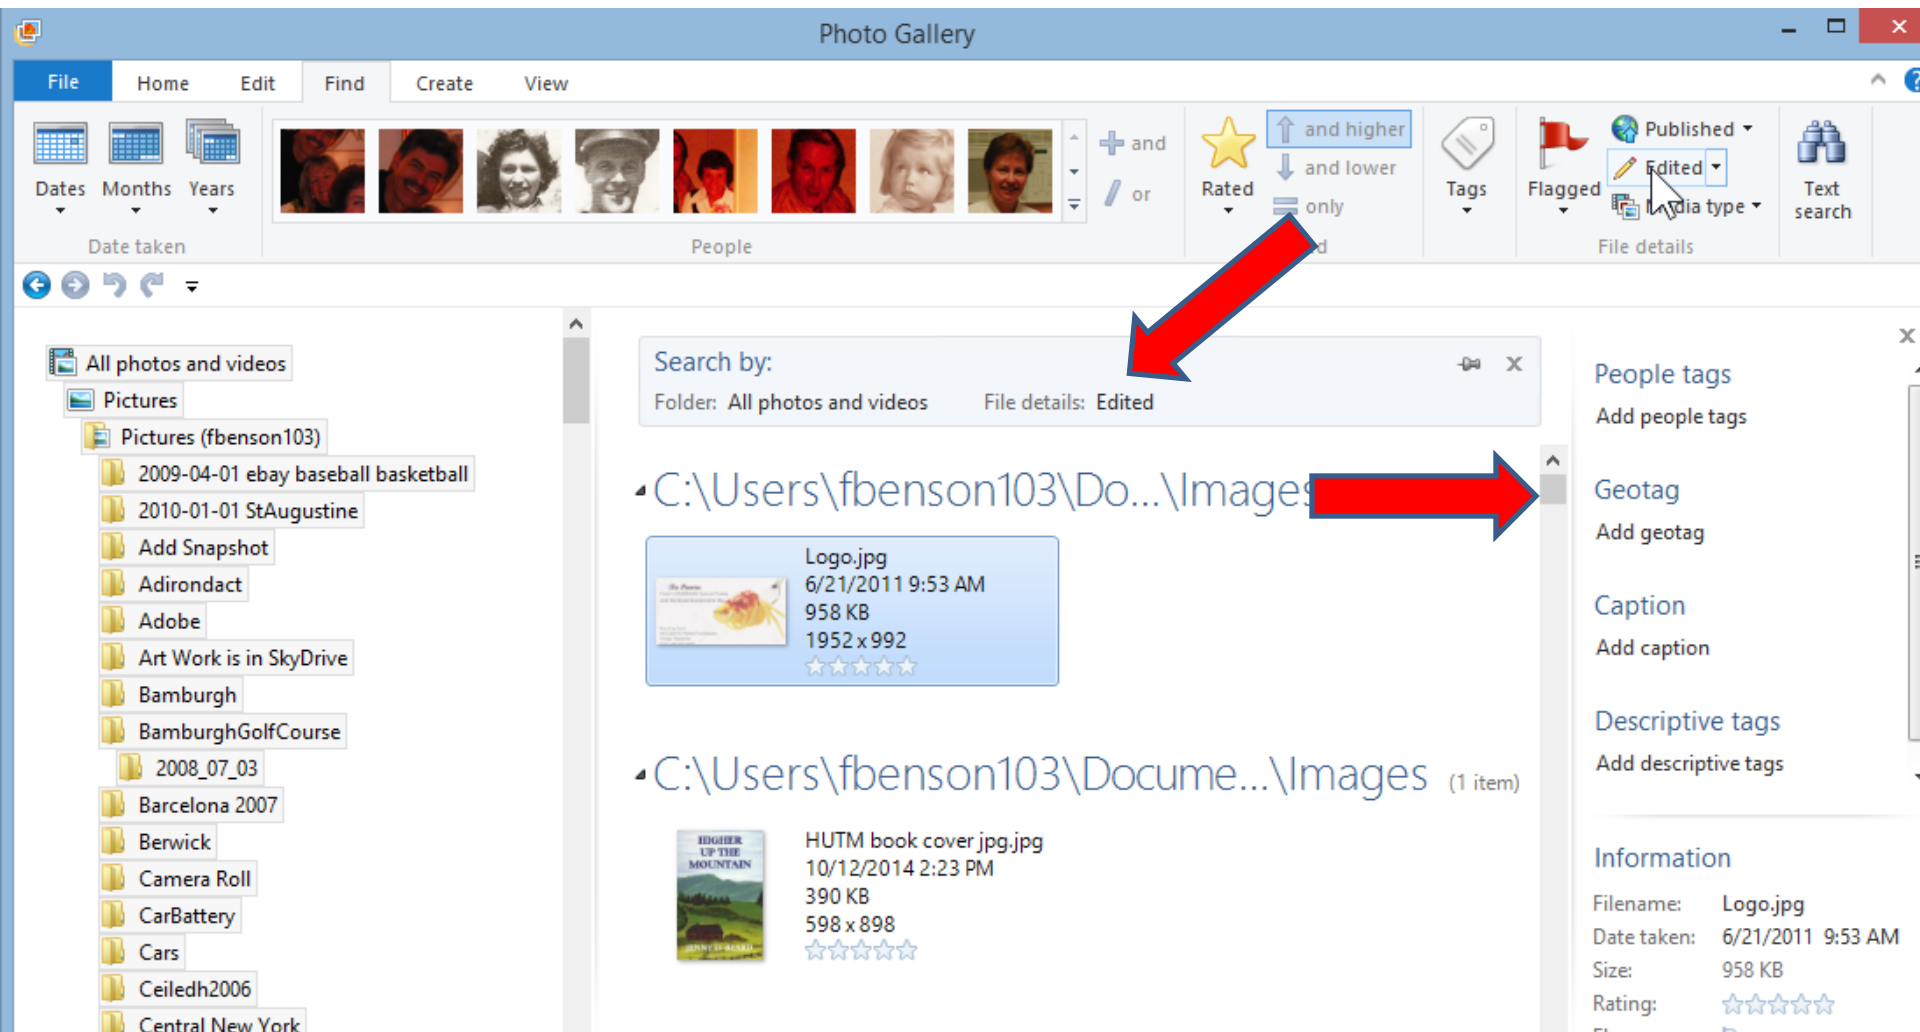 Photo Gallery
File Home Edit Find Create View
and and higher Published
Edited
Dates Months Years or Rated and lower Tags Flagged Text
only type search
Date taken People File details
All photos and videos
Pictures
Pictures (fbenson103)
2009-04-01 ebay baseball basketball
2010-01-01 StAugustine
Add Snapshot
Adirondact
Adobe
Art Work is in SkyDrive
Bamburgh
BamburghGolfCourse
2008_07_03
Barcelona 2007
Berwick
Camera Roll
CarBattery
Cars
Ceiledh2006
Central New York
Search by:
Folder: All photos and videos File details: Edited
C:\Users\fbenson103\Do...\Images
Logo.jpg
6/21/2011 9:53 AM
958 KB
1952 x 992
C:\Users\fbenson103\Docume...\Images (1 item)
HIGHER
UP THE
MOUNTAIN
HUTM book cover jpg.jpg
10/12/2014 2:23 PM
390 KB
598 x 898
People tags
Add people tags
Geotag
Add geotag
Caption
Add caption
Descriptive tags
Add descriptive tags
Information
Filename: Logo.jpg
Date taken: 6/21/2011 9:53 AM
Size: 958 KB
Rating: